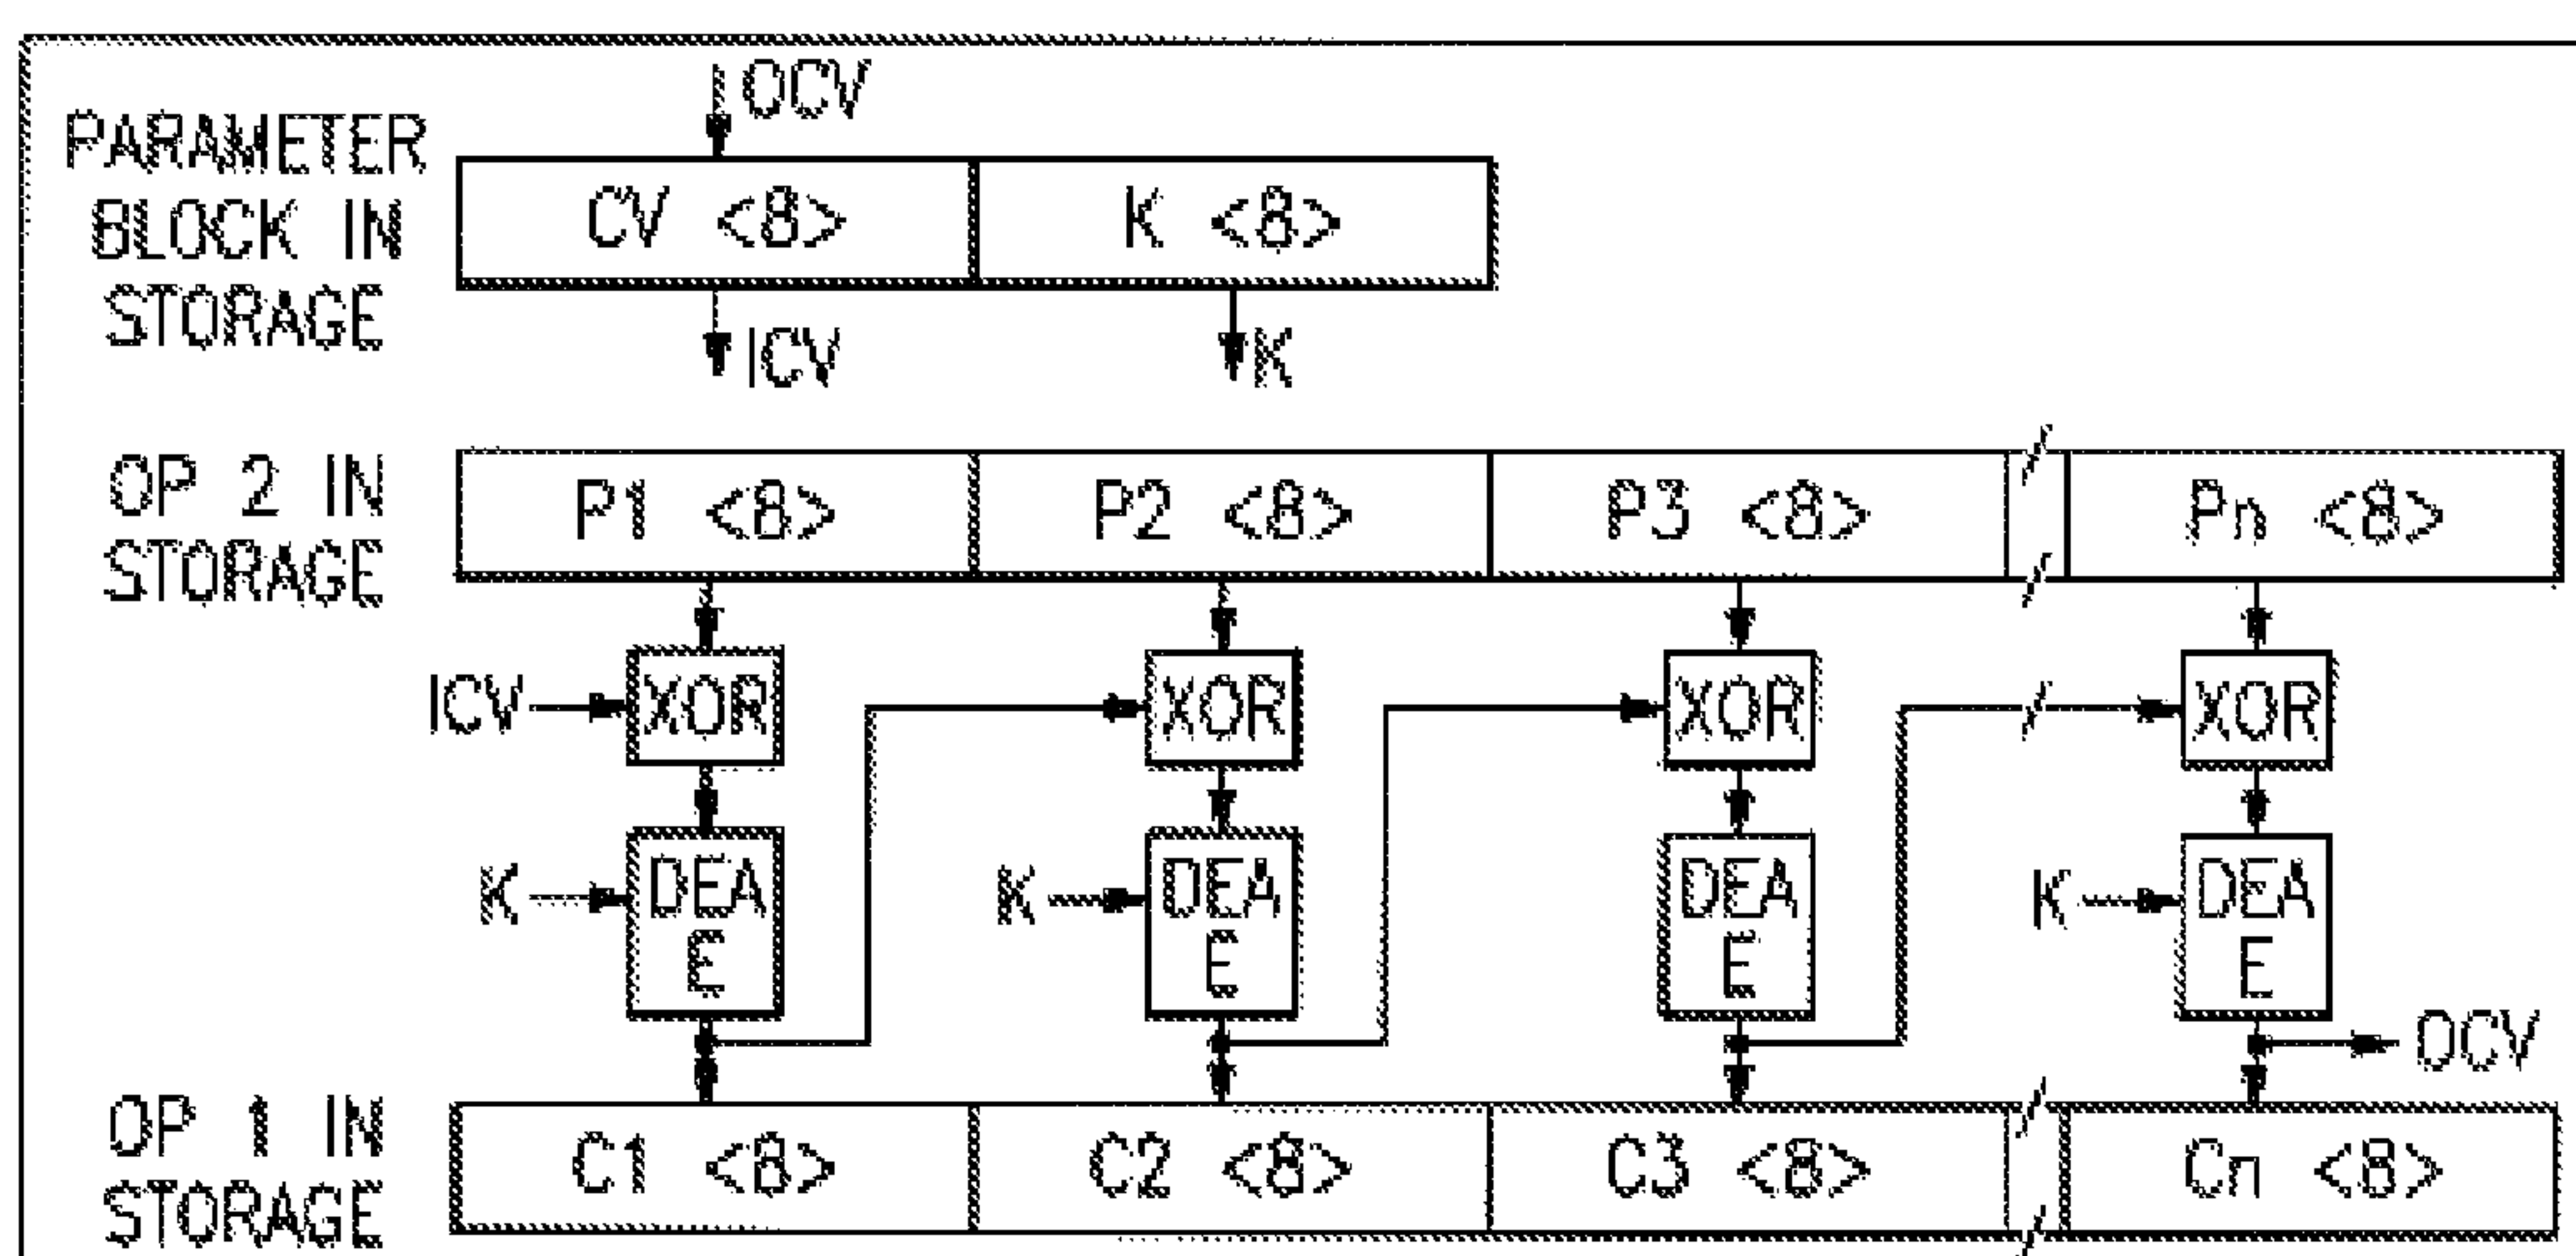 OCV
PARAMETER
BLOCK IN
STORAGE
CV <8> K <8>
ICV K
OP 2 IN
STORAGE
P1 <8> P2 <8> P3 <8> Pn <8>
ICV XOR XOR XOR XOR
K DEA K DEA DEA K DEA
E E E E
OCV
OP 1 IN
STORAGE
C1 <8> C2 <8> C3 <8> Cn <8>